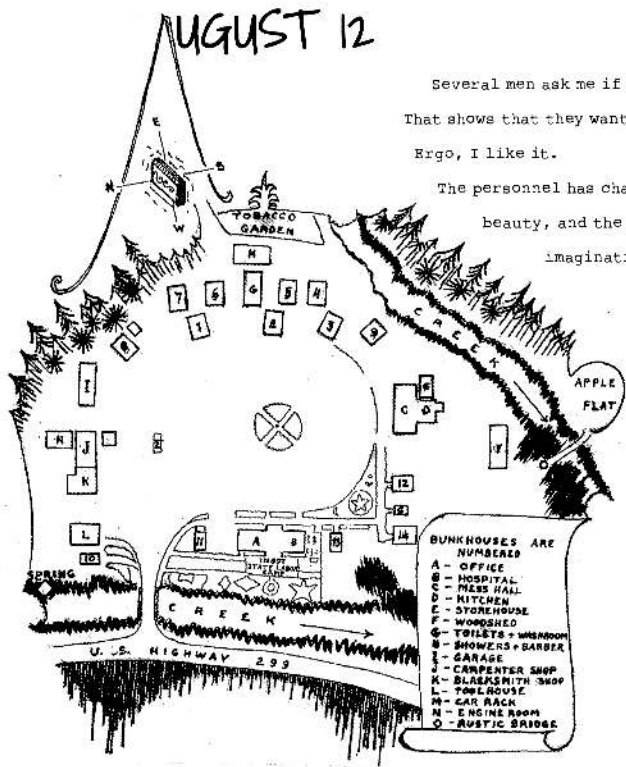 UGUST 12
Several men ask me if
That shows that they want
Ergo, I like it.
The personnel has cha
beauty, and the
imaginati
E
N
W
TOBACCO
GARDEN
H
7
6
G
5
4
1
2
3
9
8
CREEK
APPLE
FLAT
I
C
D
N
J
K
12
L
10
11
A
B
14
SPRING
CREEK
U. S. HIGHWAY 299
BUNKHOUSES ARE
NUMBERED
A - OFFICE
B - HOSPITAL
C - MESS HALL
D - KITCHEN
E - STOREHOUSE
F - WOODSHED
G - TOILETS + WASHROOM
H - SHOWERS + BARBER
I - GARAGE
J - CARPENTER SHOP
K - BLACKSMITH SHOP
L - TOOLHOUSE
M - CAR RACK
N - ENGINE ROOM
O - RUSTIC BRIDGE